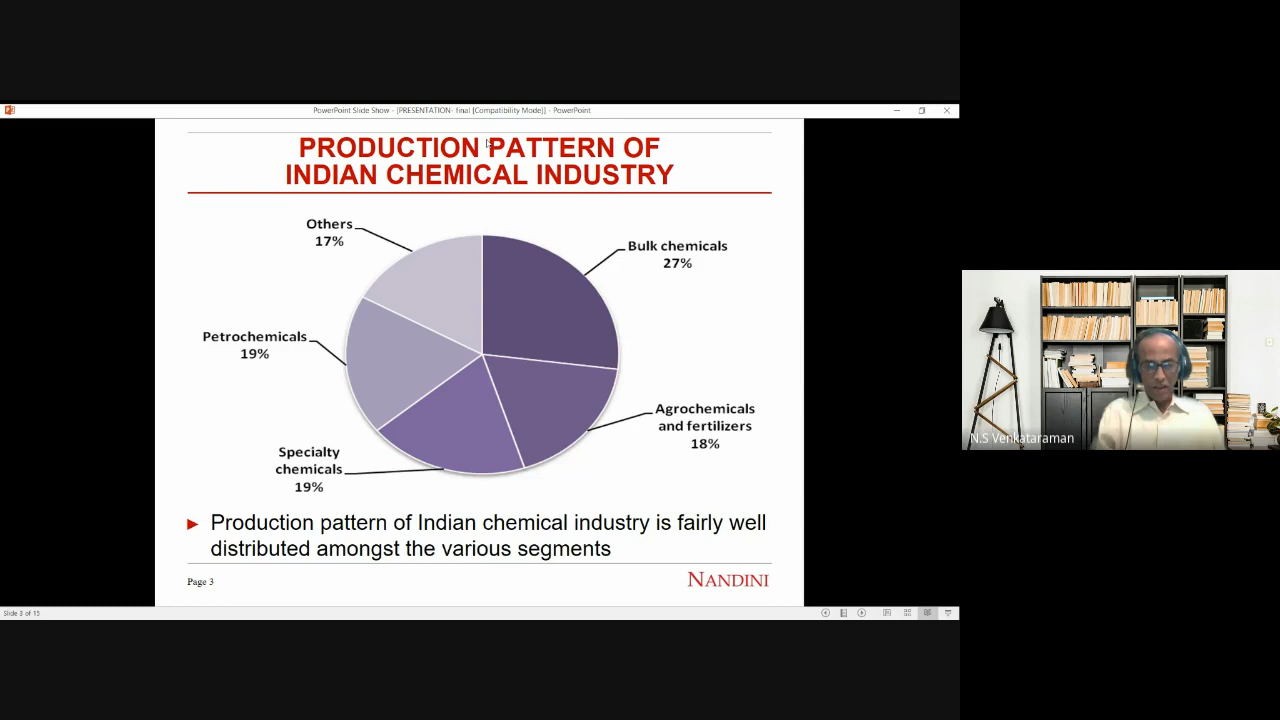 PowerPoint Slide Show - [PRESENTATION- final [Compatibility Mode]] - PowerPoint
PRODUCTION PATTERN OF
INDIAN CHEMICAL INDUSTRY
Others
17%
Bulk chemicals
27%
Petrochemicals
19%
Agrochemicals
and fertilizers
18%
Specialty
chemicals
19%
► Production pattern of Indian chemical industry is fairly well
distributed amongst the various segments
Page 3
NANDINI
Slide 3 of 15
N.S Venkataraman